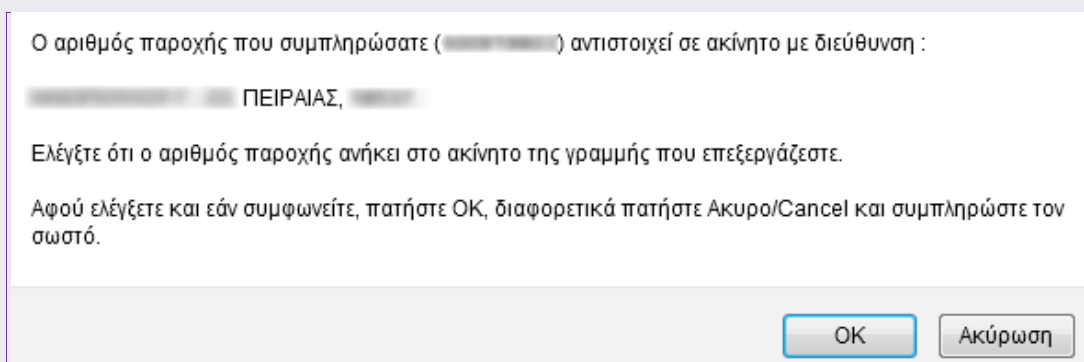 Ο αριθμός παροχής που συμπληρώσατε ( ) αντιστοιχεί σε ακίνητο με διεύθυνση :
ΠΕΙΡΑΙΑΣ,
Ελέγξτε ότι ο αριθμός παροχής ανήκει στο ακίνητο της γραμμής που επεξεργάζεστε.
Αφού ελέγξετε και εάν συμφωνείτε, πατήστε OK, διαφορετικά πατήστε Ακυρο/Cancel και συμπληρώστε τον
σωστό.
OK
Ακύρωση